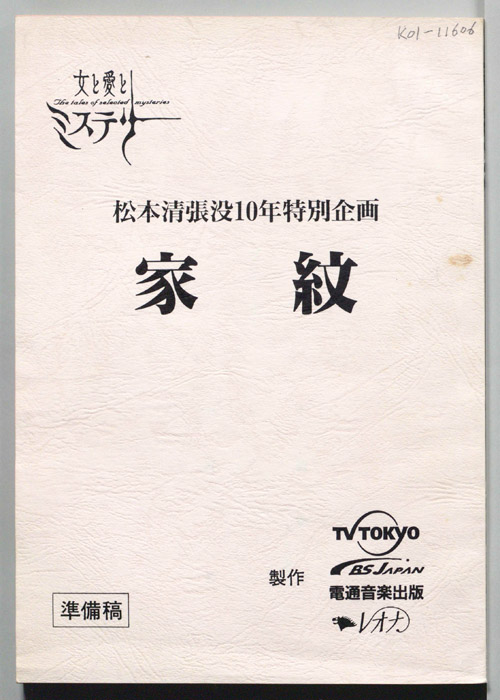 K01-11606
女と愛と
The tales of selected mysteries
ミステリー
松本清張没10年特別企画
家紋
製作
TV TOKYO
BS JAPAN
電通音楽出版
レオナ
準備稿